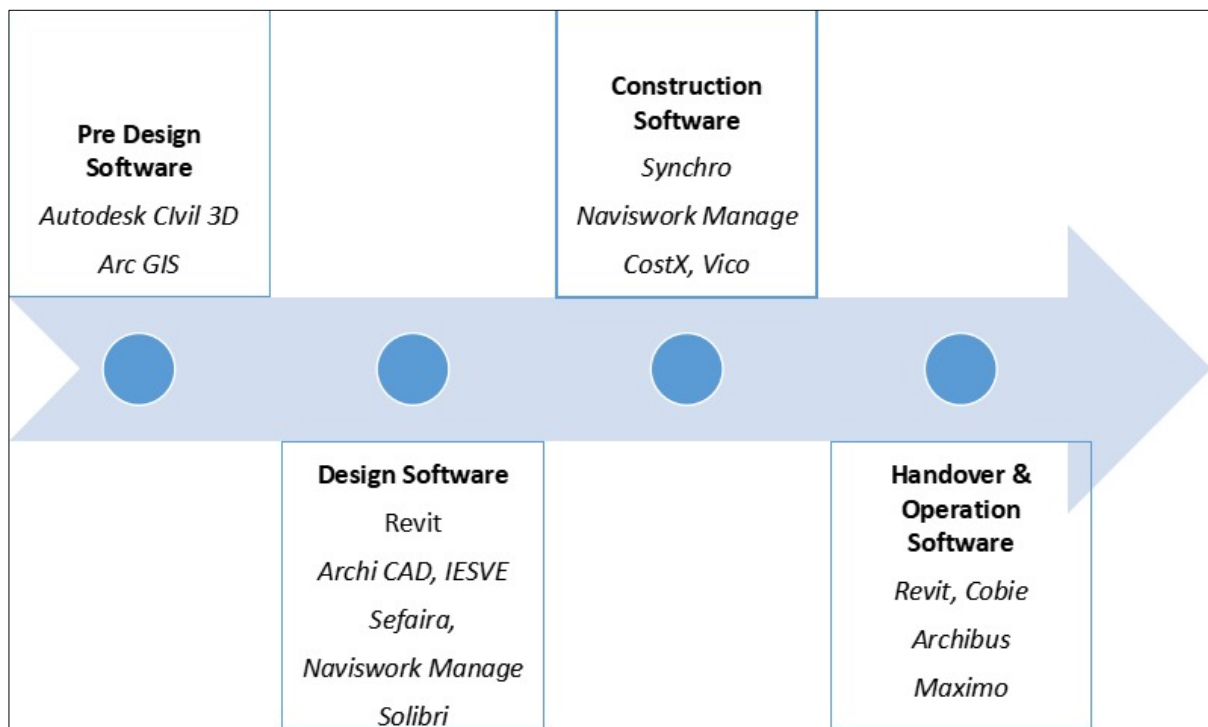 Pre Design
Software
Autodesk CIvil 3D
Arc GIS
Design Software
Revit
Archi CAD, IESVE
Sefaira,
Naviswork Manage
Solibri
Construction
Software
Synchro
Naviswork Manage
CostX, Vico
Handover &
Operation
Software
Revit, Cobie
Archibus
Maximo